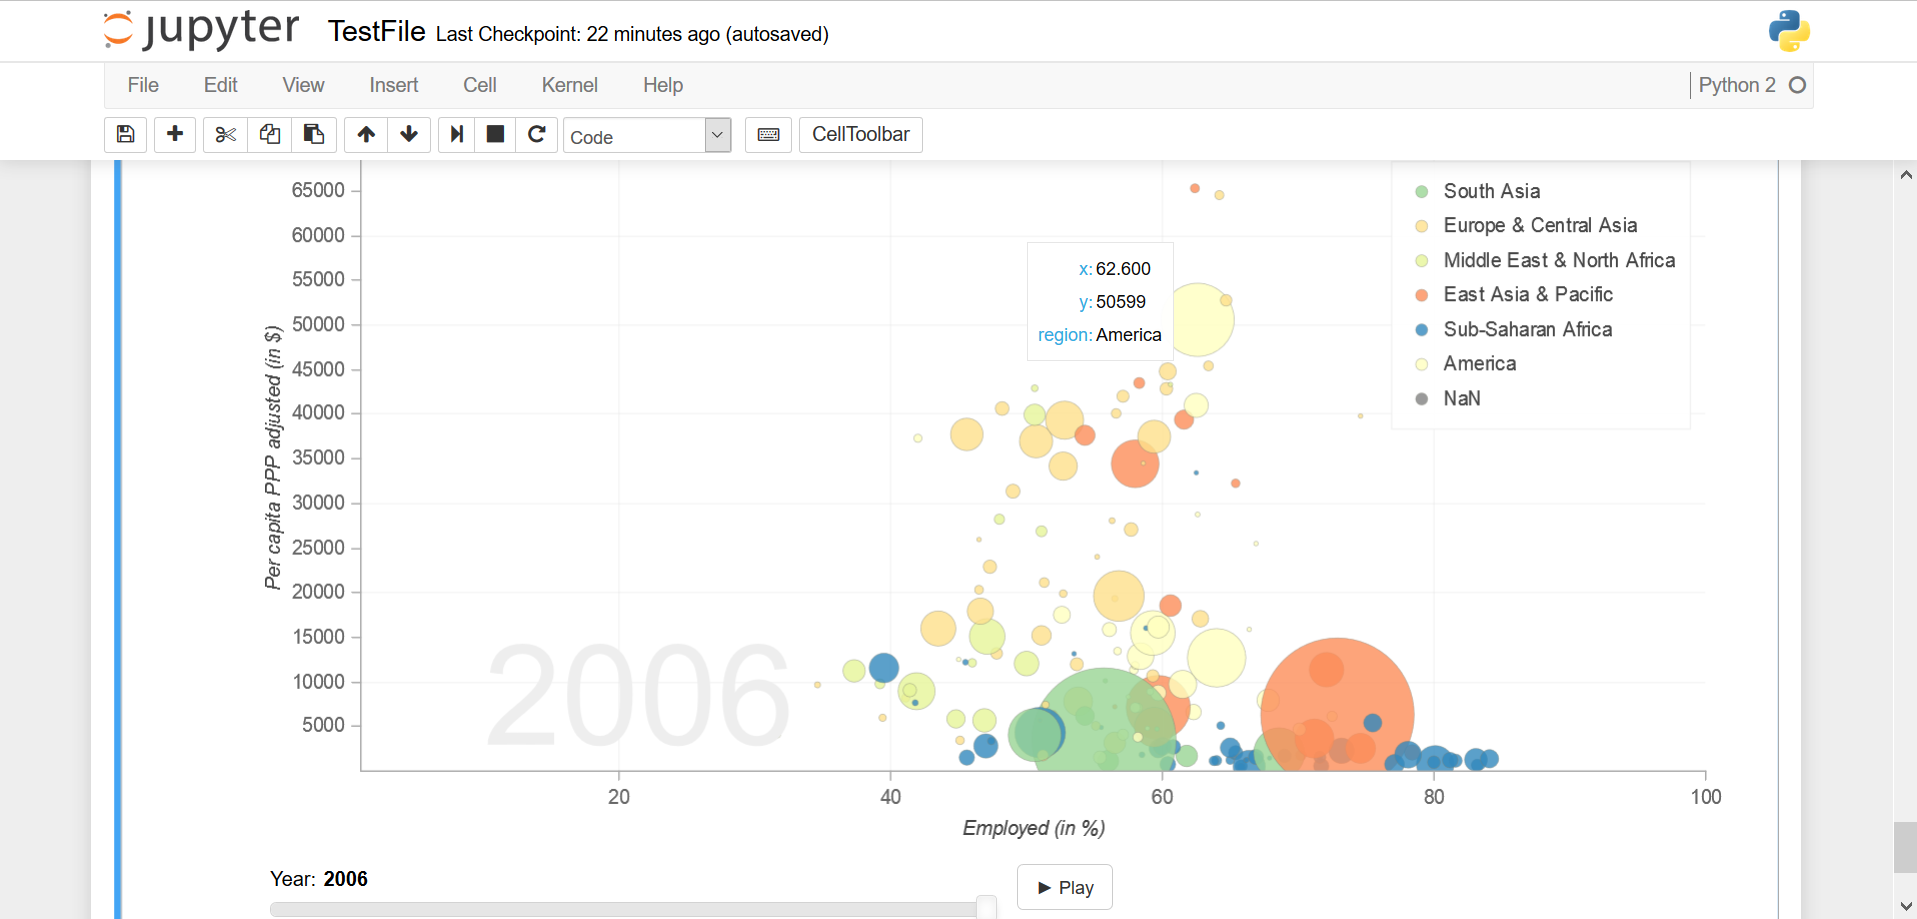 jupyter TestFile Last Checkpoint: 22 minutes ago (autosaved)
File Edit View Insert Cell Kernel Help Python 2
Code CellToolbar
65000
60000
55000
50000
45000
40000
35000
30000
25000
20000
15000
10000
5000
Per capita PPP adjusted (in $)
x: 62.600
y: 50599
region: America
South Asia
Europe & Central Asia
Middle East & North Africa
East Asia & Pacific
Sub-Saharan Africa
America
NaN
2006
20 40 60 80 100
Employed (in %)
Year: 2006
Play